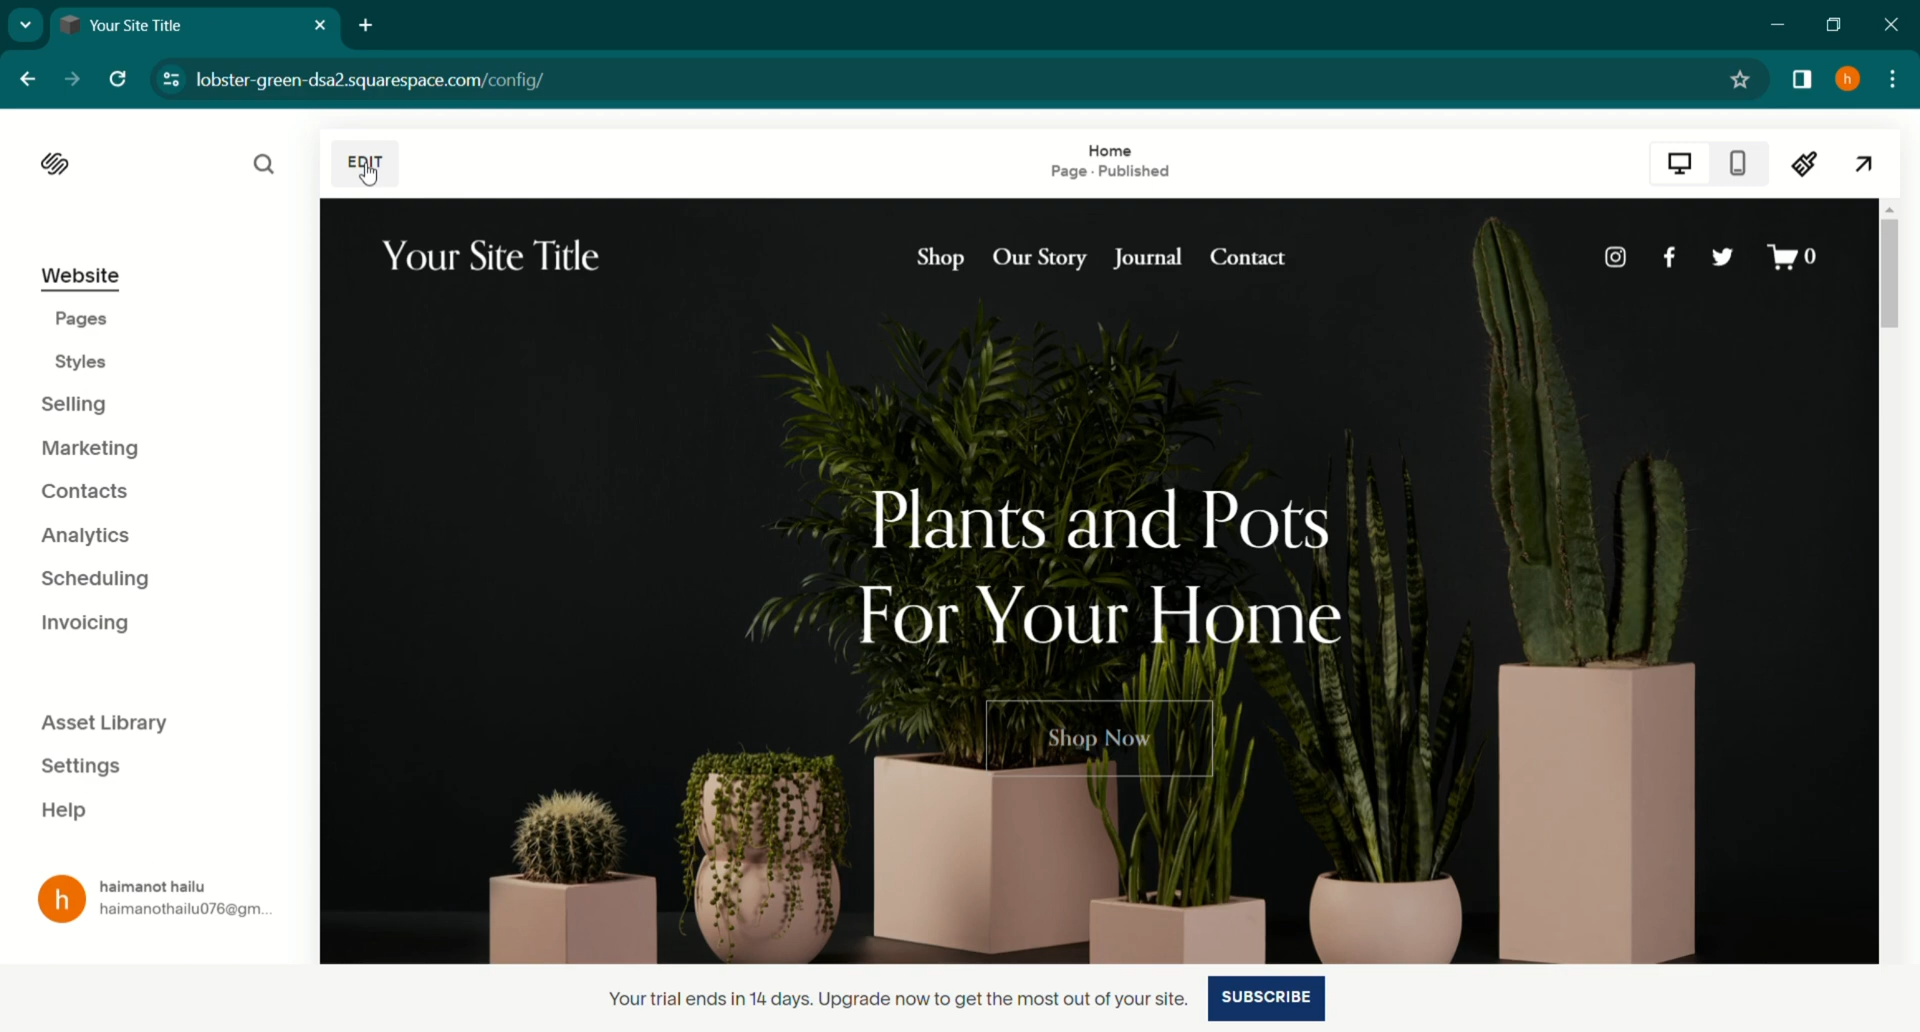 Your Site Title
lobster-green-dsa2.squarespace.com/config/
EDIT
Home
Page · Published
Website
Pages
Styles
Selling
Marketing
Contacts
Analytics
Scheduling
Invoicing
Asset Library
Settings
Help
h
haimanot hailu
haimanothailu076@gm...
Your Site Title
Shop Our Story Journal Contact
0
Plants and Pots
For Your Home
Shop Now
Your trial ends in 14 days. Upgrade now to get the most out of your site.
SUBSCRIBE
h